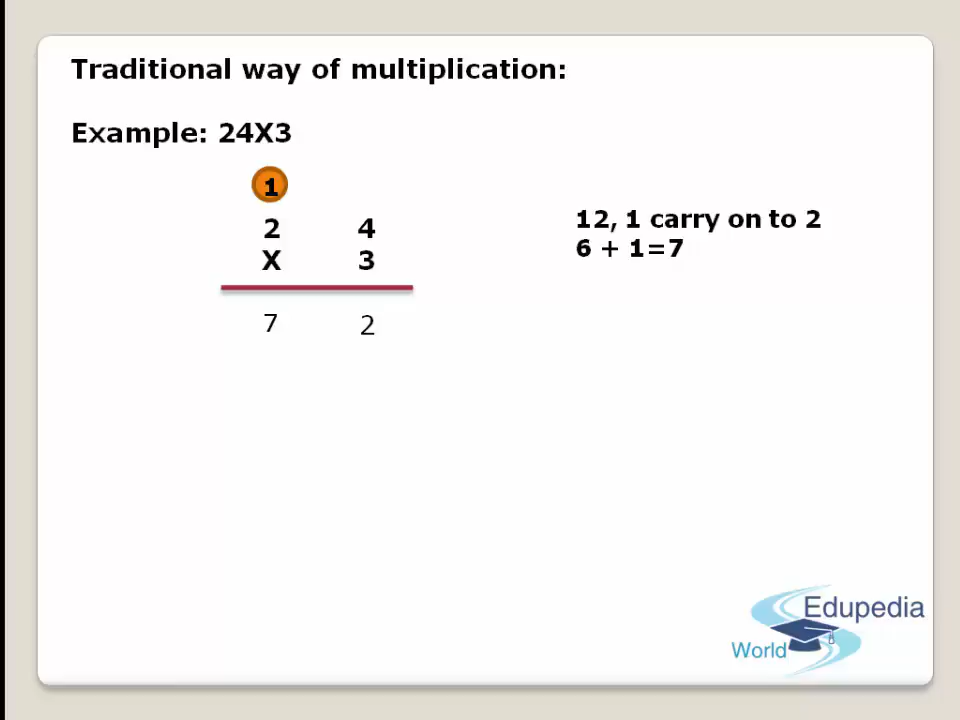 Traditional way of multiplication:
Example: 24X3
1
2 4
X 3
7 2
12, 1 carry on to 2
6 + 1=7
Edupedia
World